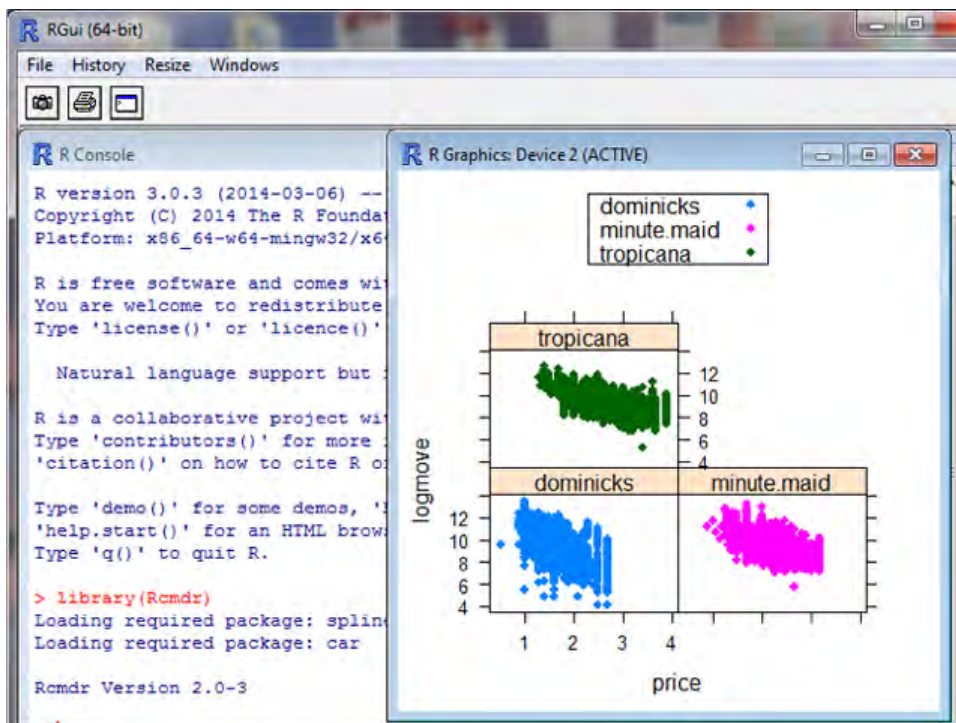 RGui (64-bit)
File History Resize Windows
R Console
R version 3.0.3 (2014-03-06) --
Copyright (C) 2014 The R Founda
Platform: x86_64-w64-mingw32/x6
R is free software and comes wi
You are welcome to redistribute
Type 'license()' or 'licence()'
Natural language support but
R is a collaborative project wi
Type 'contributors()' for more
'citation()' on how to cite R o
Type 'demo()' for some demos, '
'help.start()' for an HTML brow
Type 'q()' to quit R.
> library(Rcmdr)
Loading required package: splin
Loading required package: car
Rcmdr Version 2.0-3
R Graphics: Device 2 (ACTIVE)
dominicks
minute.maid
tropicana
tropicana
12
10
8
6
4
dominicks minute.maid
logmove
12
10
8
6
4
1 2 3 4
price